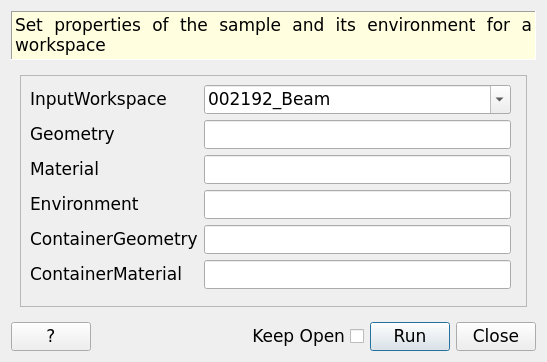 Set properties of the sample and its environment for a
workspace
InputWorkspace 002192_Beam
Geometry
Material
Environment
ContainerGeometry
ContainerMaterial
? Keep Open Run Close